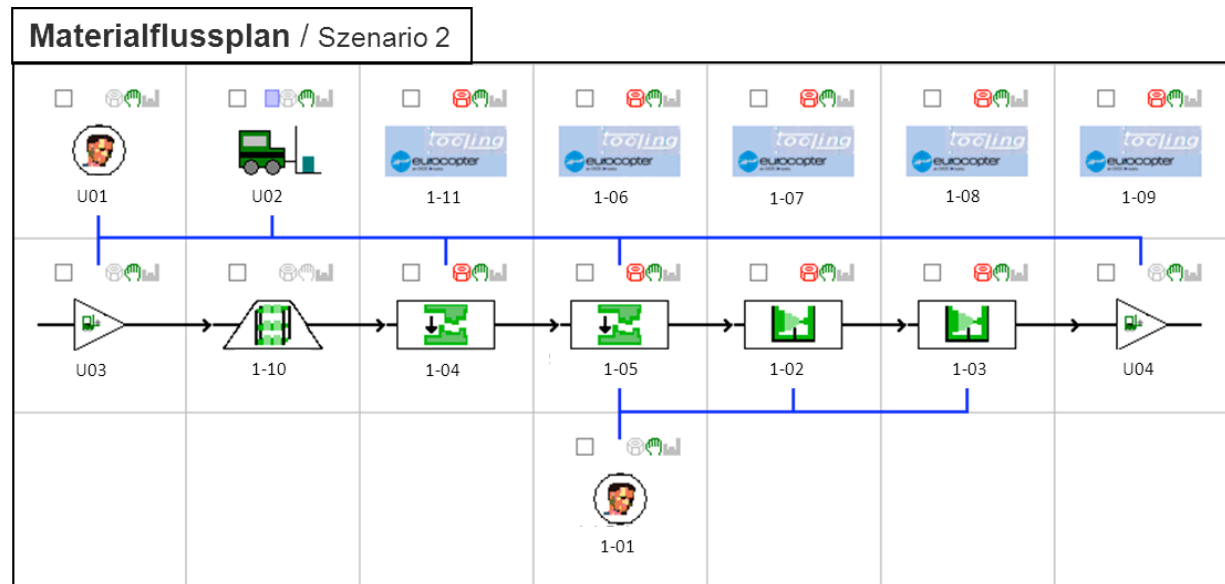 Materialflussplan / Szenario 2
tooling tooling tooling tooling tooling
eurocopter eurocopter eurocopter eurocopter eurocopter
U01 U02 1-11 1-06 1-07 1-08 1-09
U03 1-10 1-04 1-05 1-02 1-03 U04
1-01